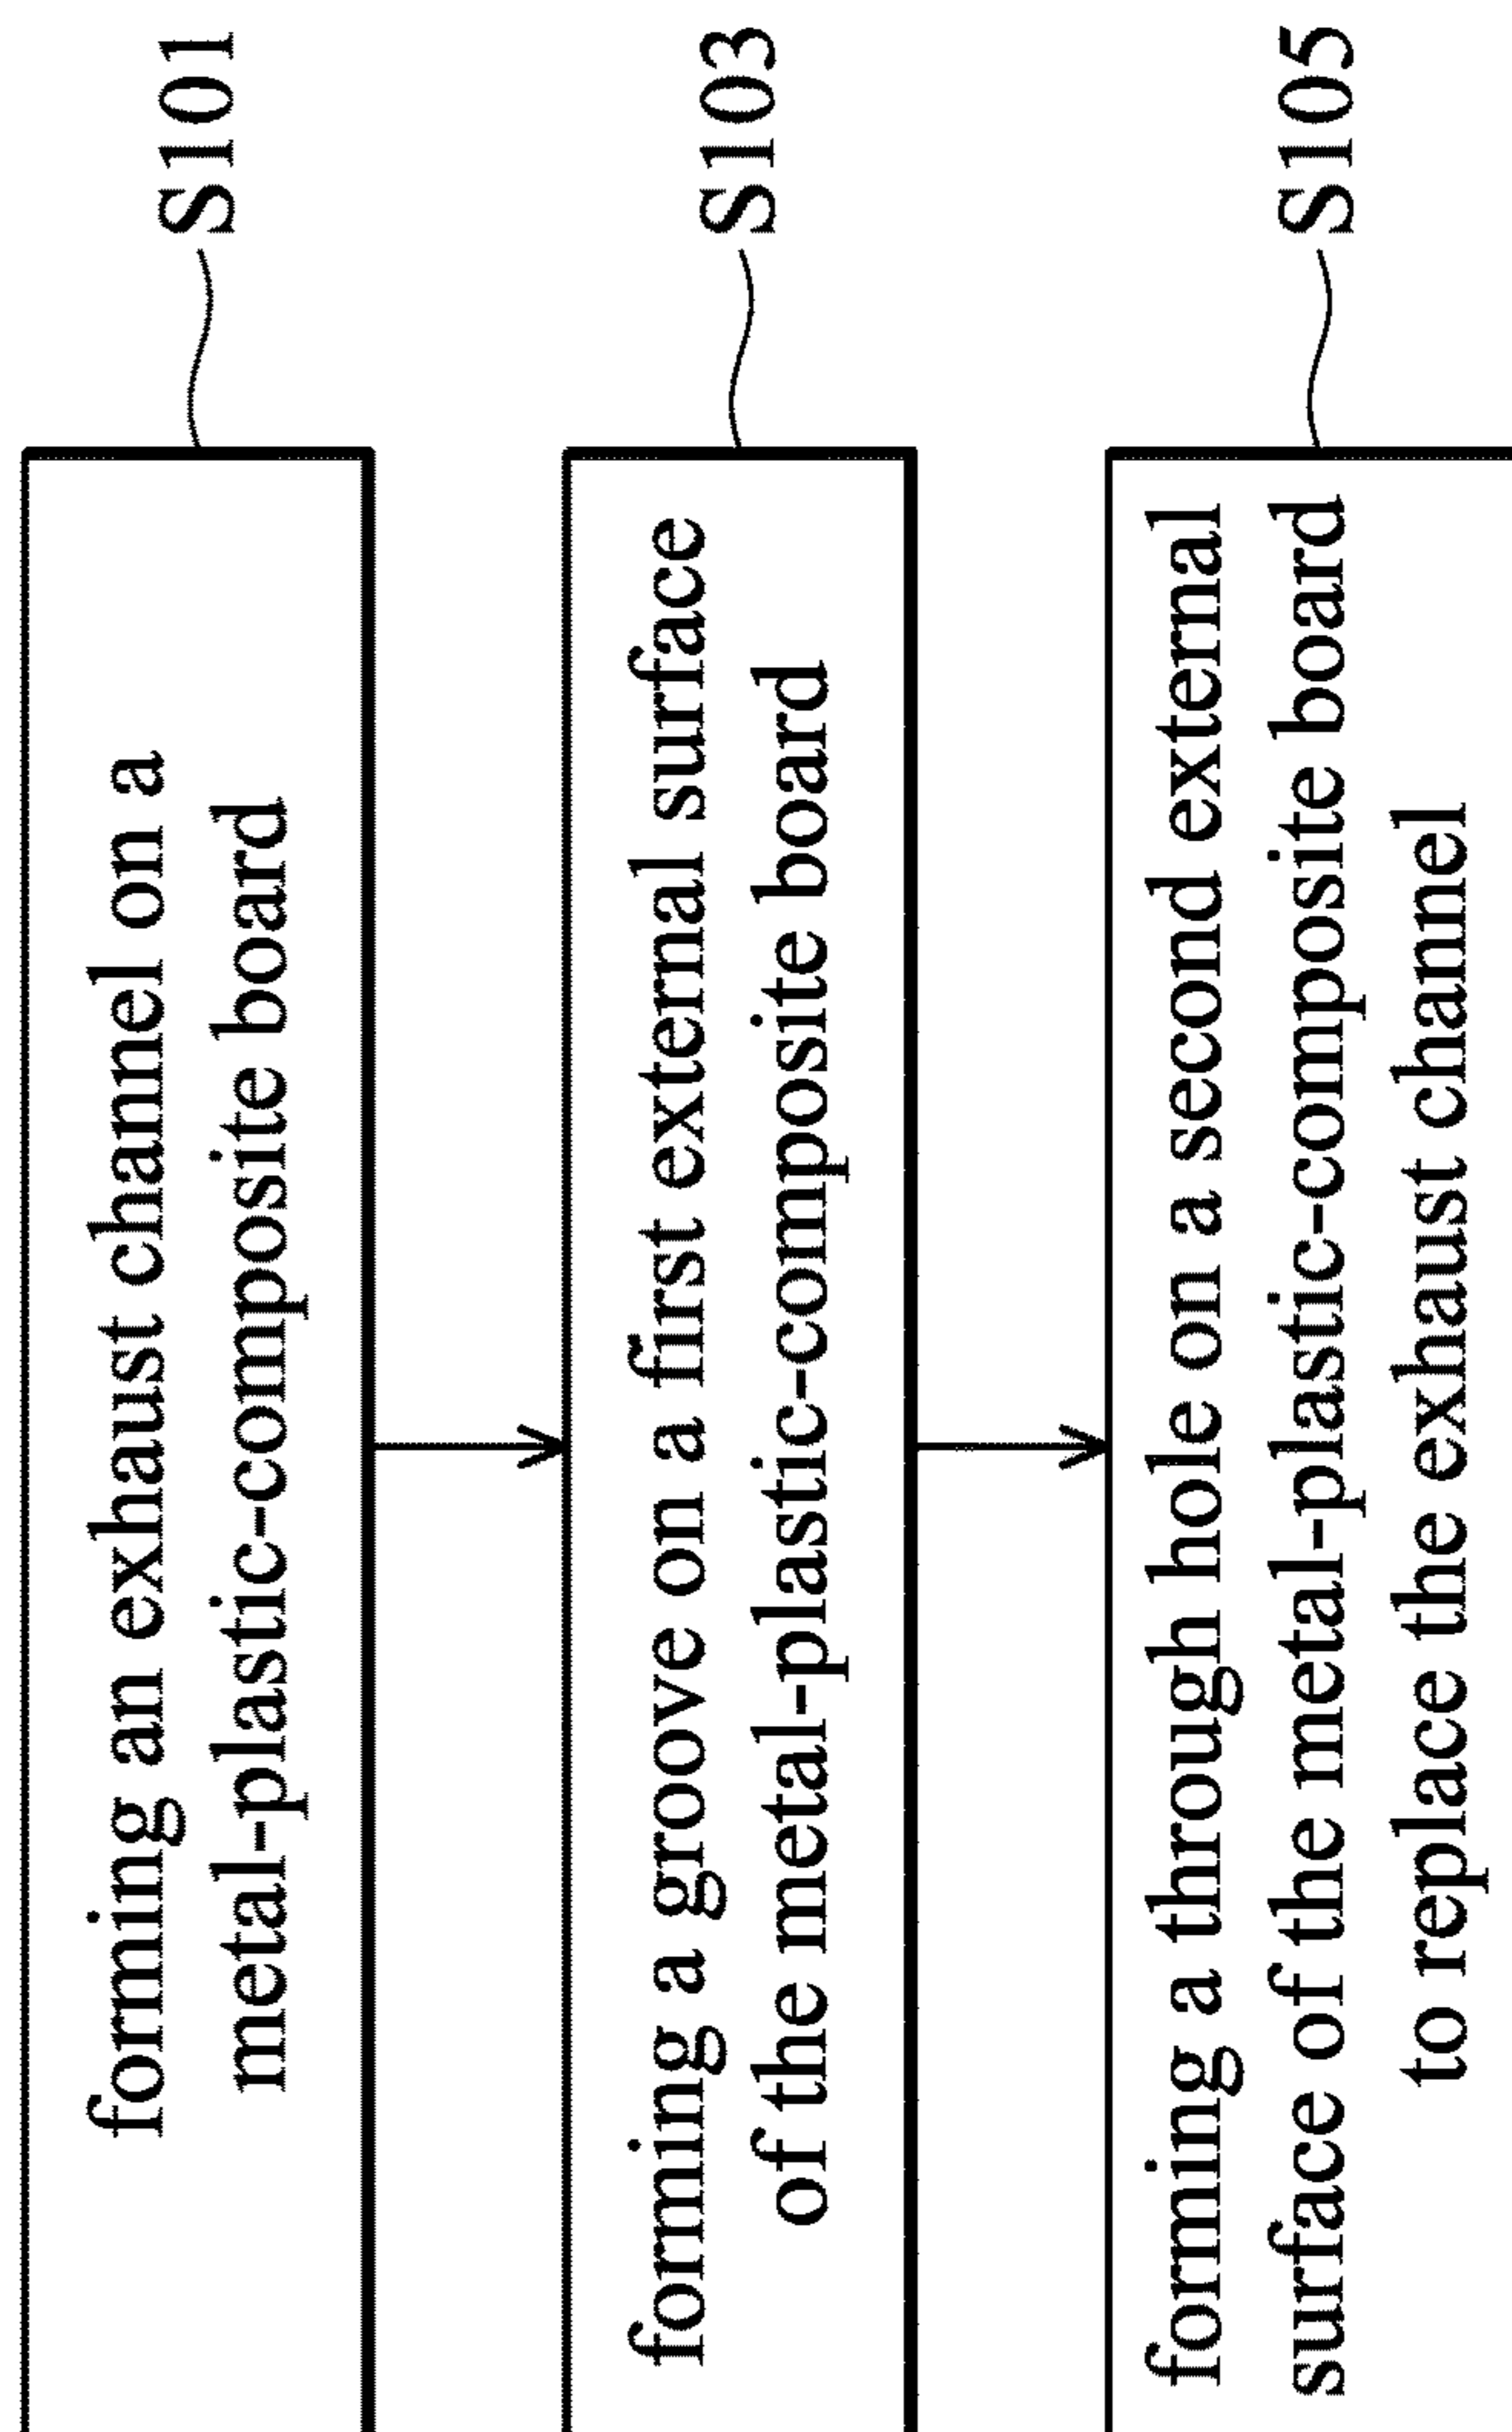 forming an exhaust channel on a
metal-plastic-composite board
S101
forming a groove on a first external surface
of the metal-plastic-composite board
S103
forming a through hole on a second external
surface of the metal-plastic-composite board
to replace the exhaust channel
S105